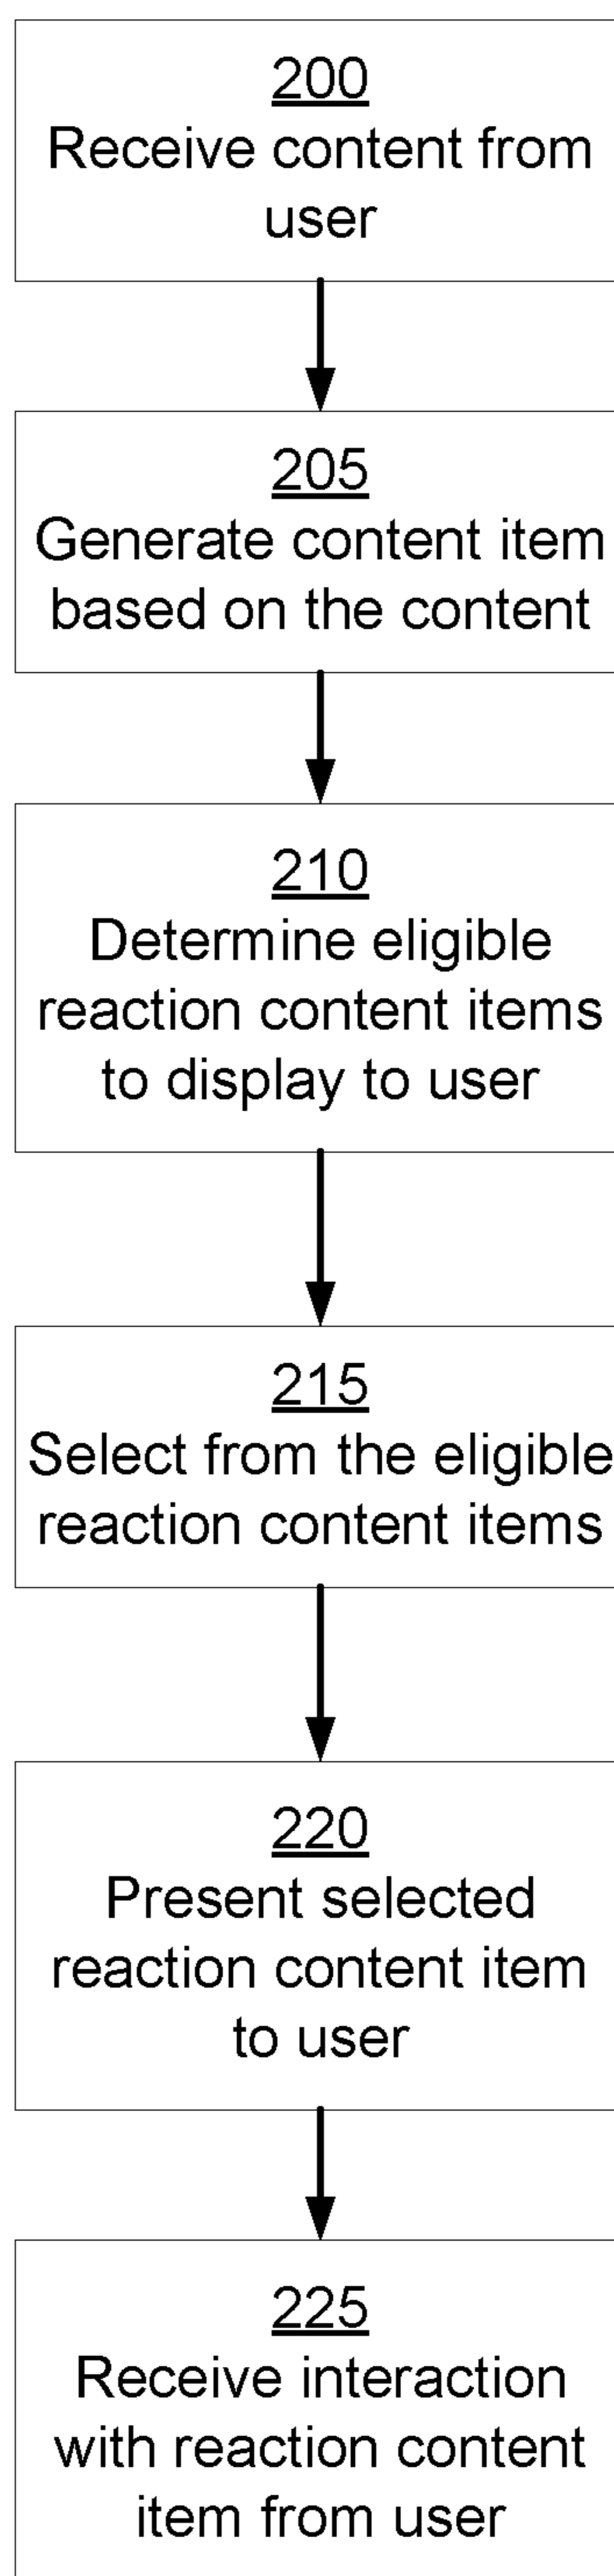 200
Receive content from
user
205
Generate content item
based on the content
210
Determine eligible
reaction content items
to display to user
215
Select from the eligible
reaction content items
220
Present selected
reaction content item
to user
225
Receive interaction
with reaction content
item from user